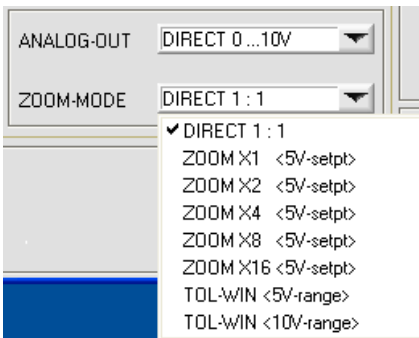 ANALOG-OUT DIRECT 0 ...10V
ZOOM-MODE DIRECT 1 : 1
✔DIRECT 1 : 1
ZOOM X1 <5V-setpt>
ZOOM X2 <5V-setpt>
ZOOM X4 <5V-setpt>
ZOOM X8 <5V-setpt>
ZOOM X16 <5V-setpt>
TOL-WIN <5V-range>
TOL-WIN <10V-range>